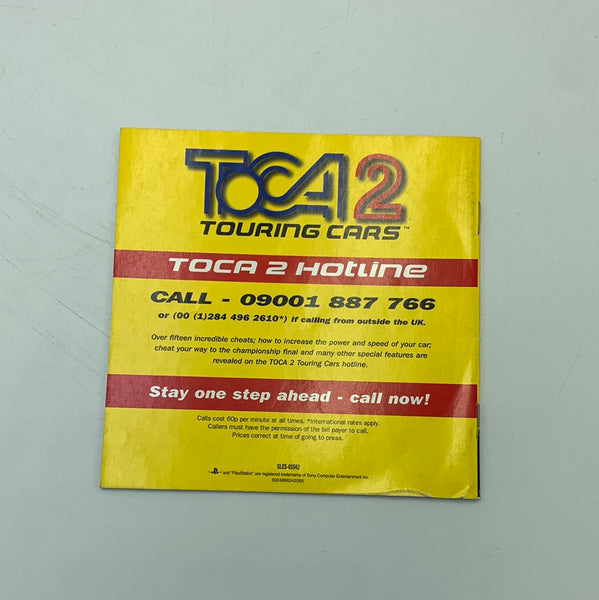 TOCA 2
TOURING CARS™
TOCA 2 Hotline
CALL - 09001 887 766
or (00 (1)284 496 2610*) if calling from outside the UK.
Over fifteen incredible cheats; how to increase the power and speed of your car;
cheat your way to the championship final and many other special features are
revealed on the TOCA 2 Touring Cars hotline.
Stay one step ahead - call now!
Calls cost 60p per minute at all times. *International rates apply.
Callers must have the permission of the bill payer to call.
Prices correct at time of going to press.
SLES-01542
" " and "PlayStation" are registered trademarks of Sony Computer Entertainment Inc.